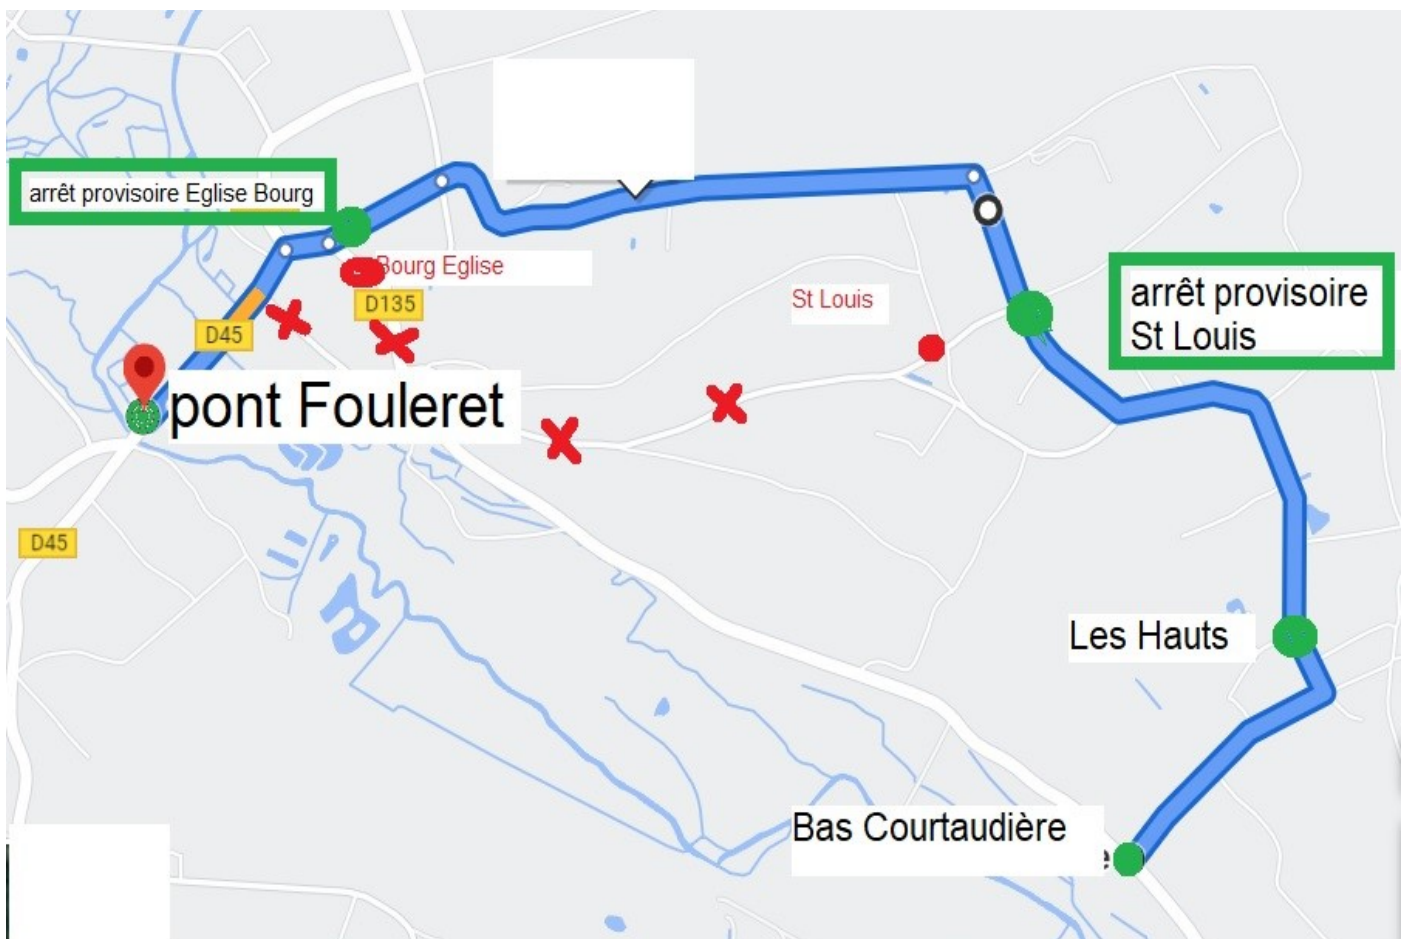 arrêt provisoire Eglise Bourg
Bourg Eglise
D135
St Louis
arrêt provisoire
St Louis
D45
pont Fouleret
D45
Les Hauts
Bas Courtaudière
e